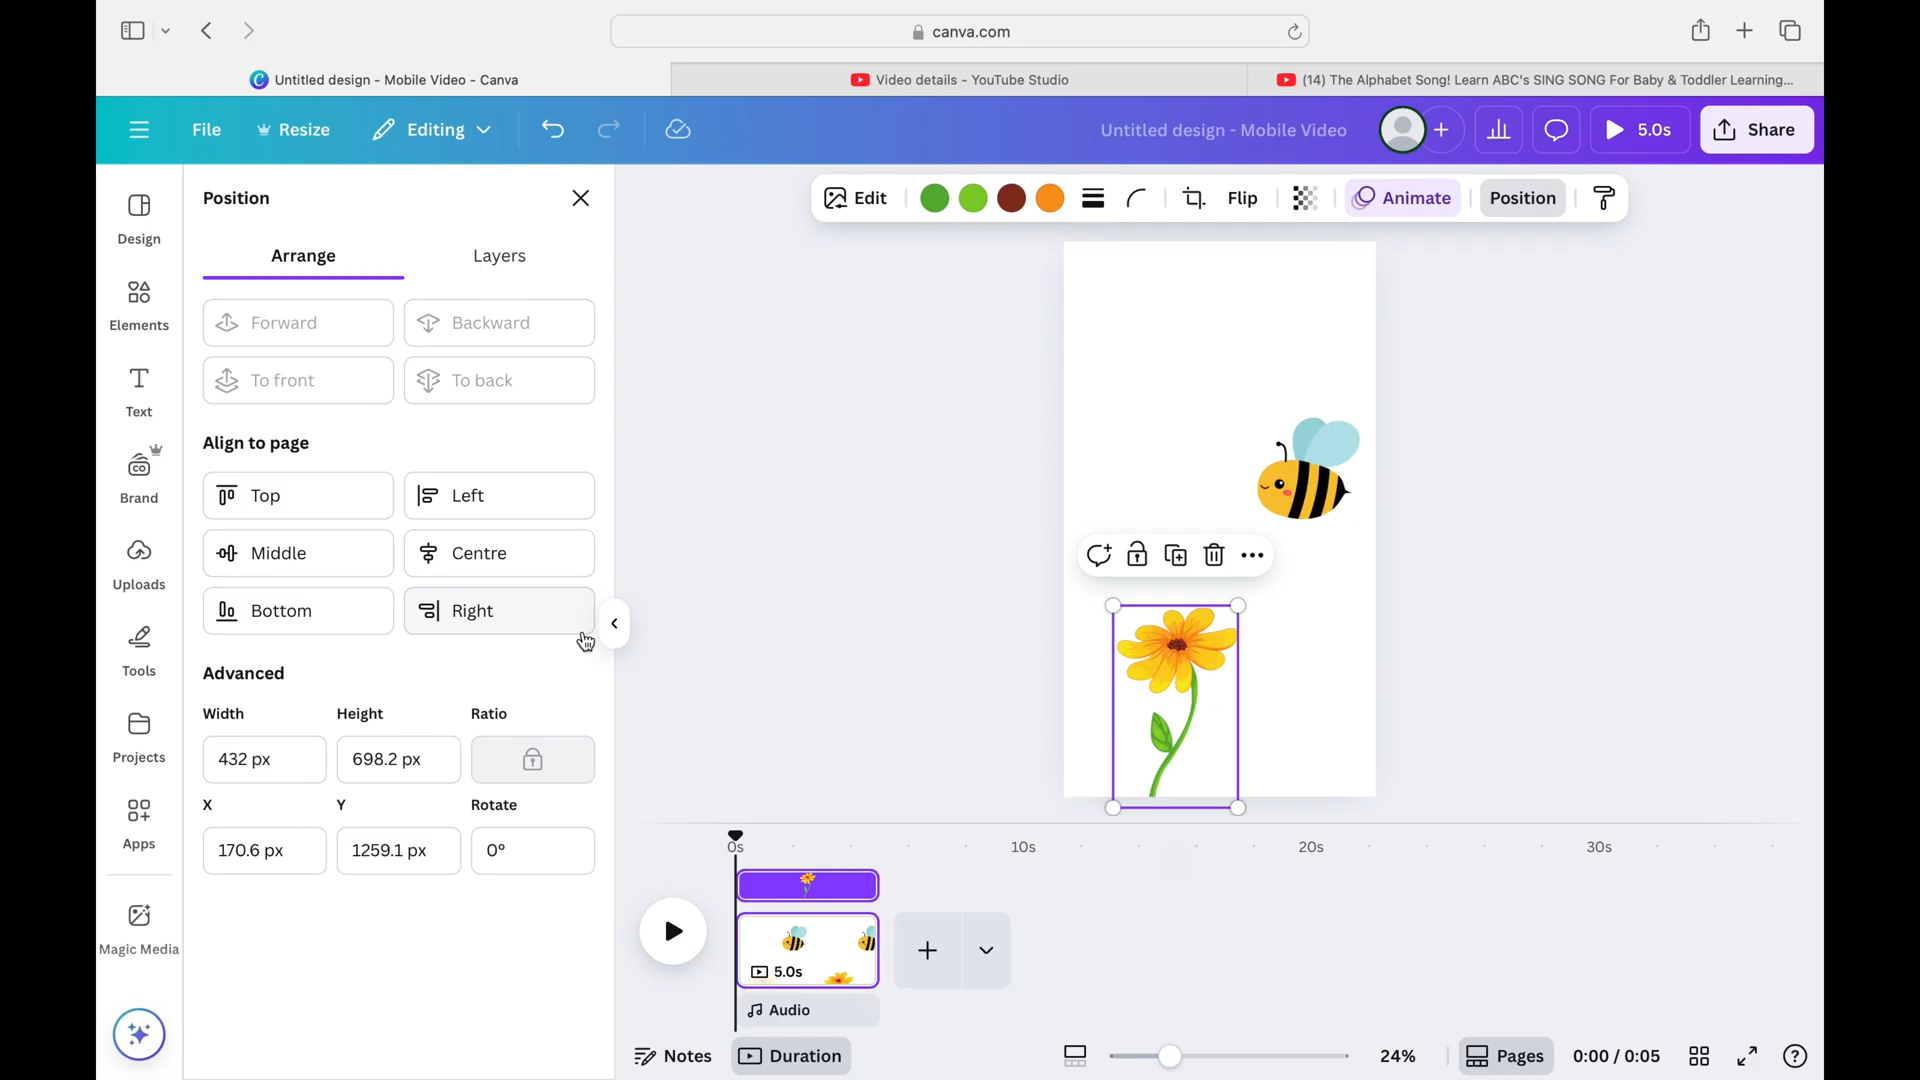 canva.com
Untitled design - Mobile Video - Canva
Video details - YouTube Studio
(14) The Alphabet Song! Learn ABC's SING SONG For Baby & Toddler Learning...
File
Resize
Editing
Untitled design - Mobile Video
5.0s
Share
Position
Edit
Flip
Animate
Position
Design
Arrange
Layers
Elements
Forward
Backward
To front
To back
Text
Align to page
Brand
Top
Left
Middle
Centre
Uploads
Bottom
Right
Tools
Advanced
Width
Height
Ratio
432 px
698.2 px
Projects
X
Y
Rotate
170.6 px
1259.1 px
0°
Apps
0s
10s
20s
30s
Magic Media
5.0s
Audio
Notes
Duration
24%
Pages
0:00 / 0:05